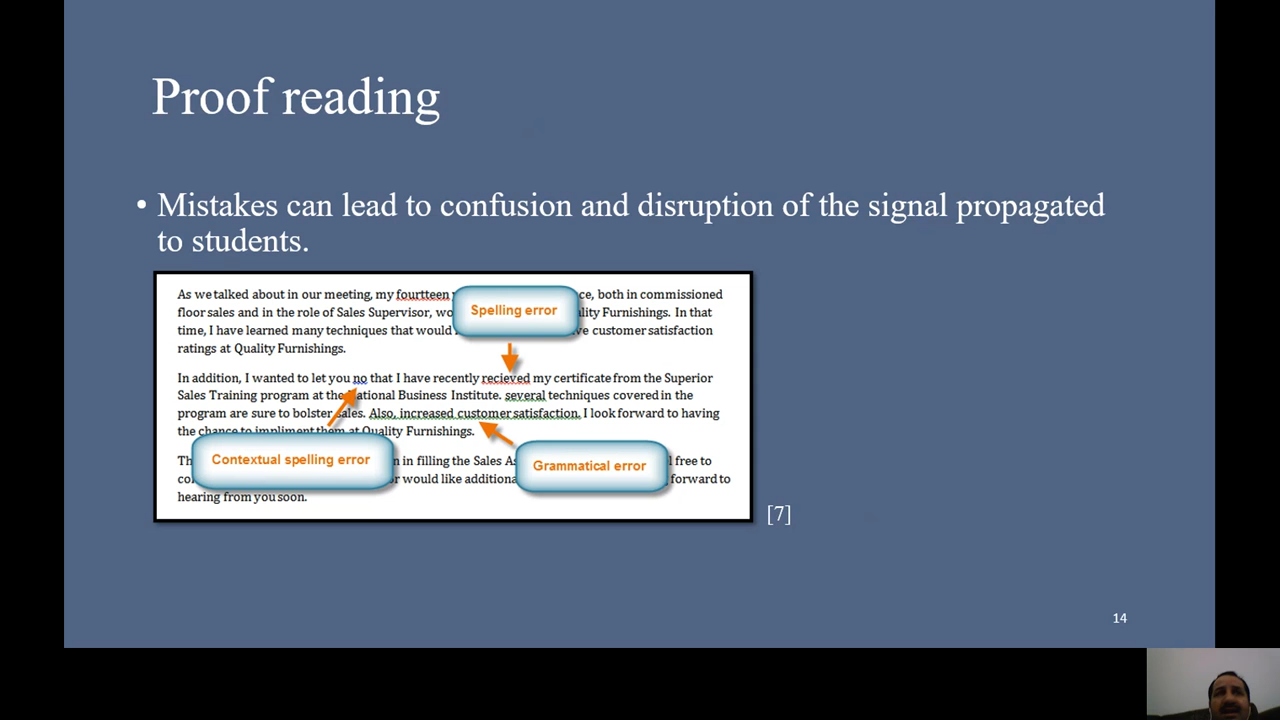 Proof reading
• Mistakes can lead to confusion and disruption of the signal propagated
to students.
As we talked about in our meeting, my fourtteen ce, both in commissioned
floor sales and in the role of Sales Supervisor, lity Furnishings. In that
time, I have learned many techniques that would customer satisfaction
ratings at Quality Furnishings.
Spelling error
In addition, I wanted to let you no that I have recently recieved my certificate from the Superior
Sales Training program at the National Business Institute. several techniques covered in the
program are sure to bolster sales. Also, increased customer satisfaction. I look forward to having
the chance to impliment them at Quality Furnishings.
Contextual spelling error
Grammatical error
in filling the Sales free to
would like forward to
hearing from you soon.
[7]
14